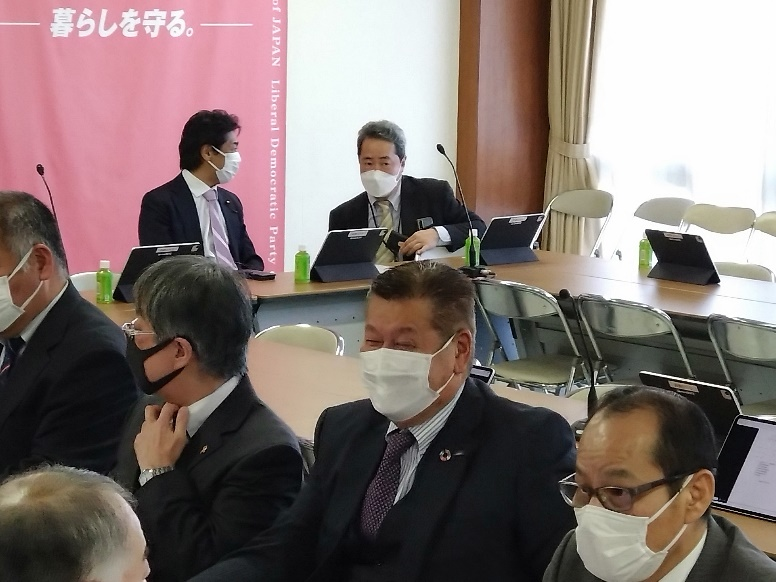 暮らしを守る。
of JAPAN Liberal Democratic Party